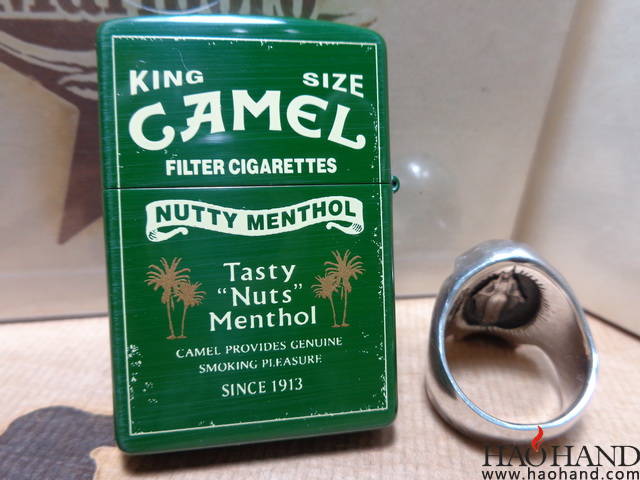 KING SIZE
CAMEL
FILTER CIGARETTES
NUTTY MENTHOL
Tasty
"Nuts"
Menthol
CAMEL PROVIDES GENUINE
SMOKING PLEASURE
SINCE 1913
HAOHAND
www.haohand.com